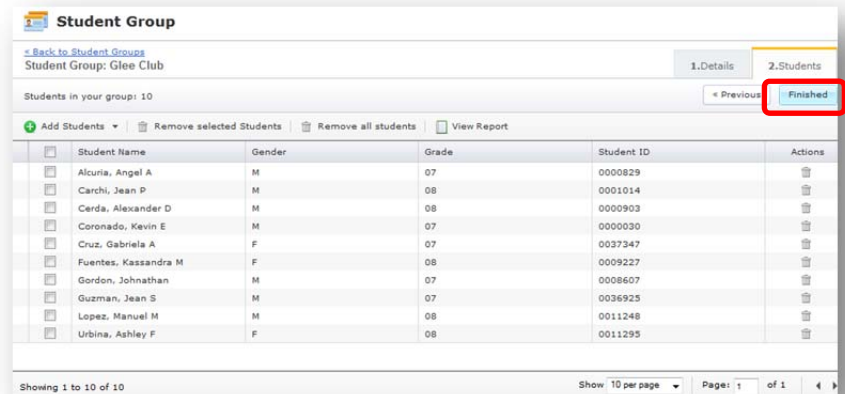 Student Group
« Back to Student Groups
Student Group: Glee Club
1.Details 2.Students
Students in your group: 10
« Previous Finished
Add Students Remove selected Students Remove all students View Report
Student Name Gender Grade Student ID Actions
Alcuria, Angel A M 07 0000829
Carchi, Jean P M 08 0001014
Cerda, Alexander D M 08 0000903
Coronado, Kevin E M 07 0000030
Cruz, Gabriela A F 07 0037347
Fuentes, Kassandra M F 08 0009227
Gordon, Johnathan M 07 0008607
Guzman, Jean S M 07 0036925
Lopez, Manuel M M 08 0011248
Urbina, Ashley F F 08 0011295
Showing 1 to 10 of 10 Show 10 per page Page: 1 of 1